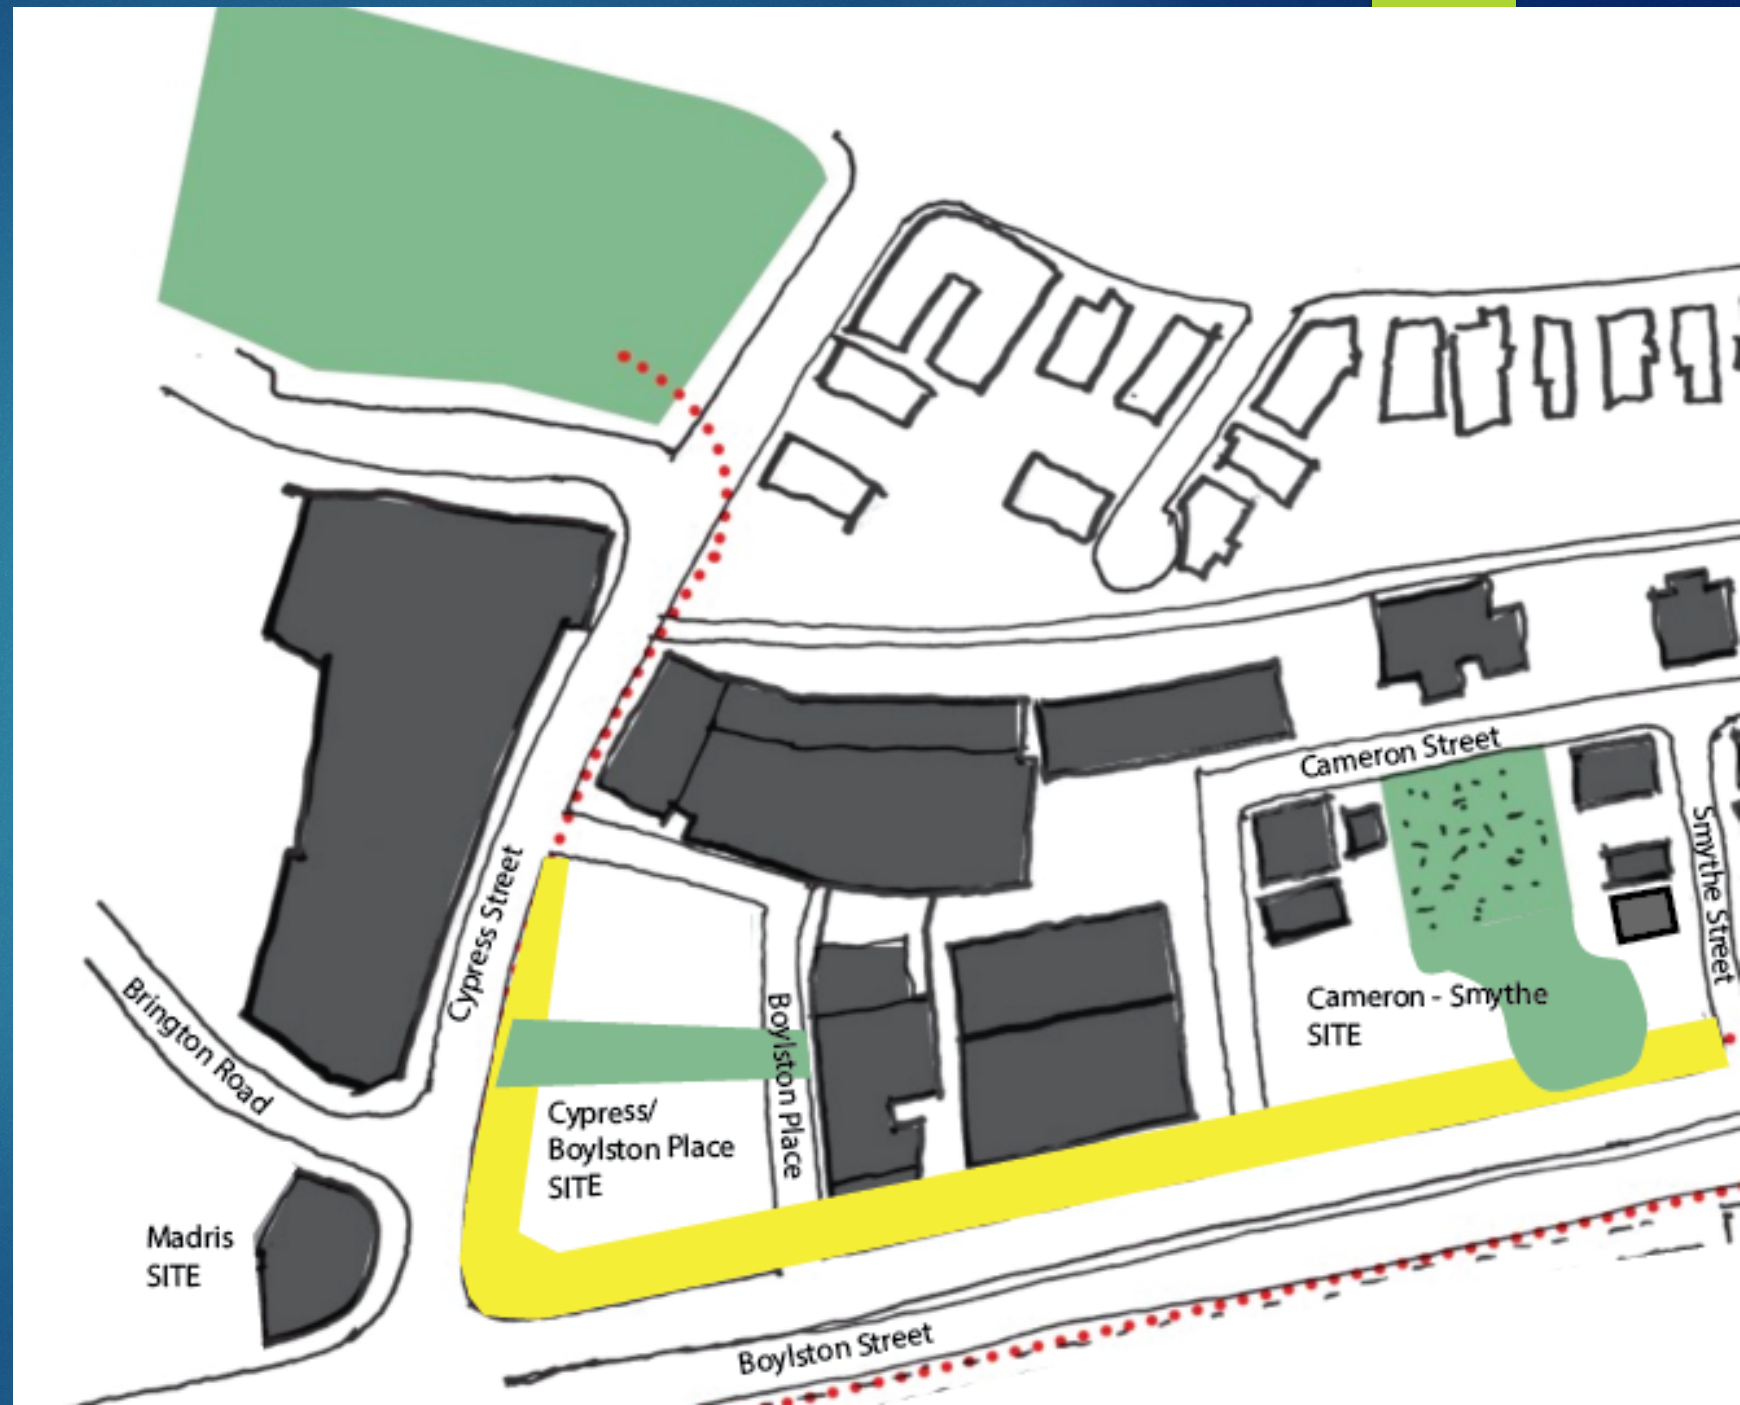 Cameron Street
Smythe Street
Cypress Street
Brington Road
Boylston Place
Cameron - Smythe
SITE
Cypress/
Boylston Place
SITE
Madris
SITE
Boylston Street